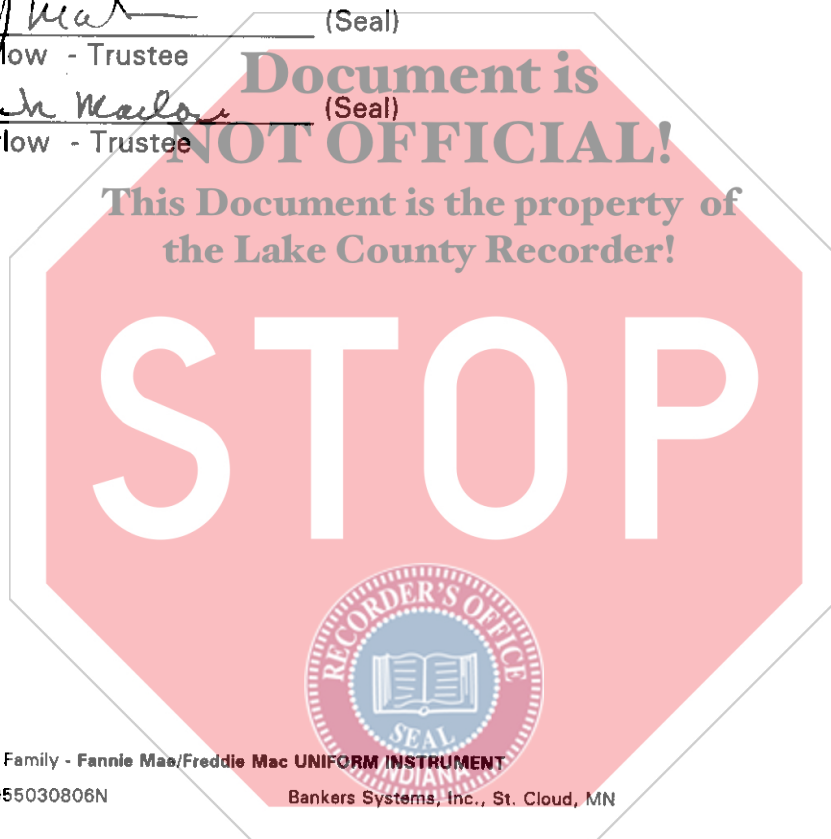 (Seal)
low - Trustee
(Seal)
low - Trustee
Document is
NOT OFFICIAL!
This Document is the property of
the Lake County Recorder!
STOP
RECORDER'S OFFICE
SEAL
INDIANA
Family - Fannie Mae/Freddie Mac UNIFORM INSTRUMENT
55030806N Bankers Systems, Inc., St. Cloud, MN